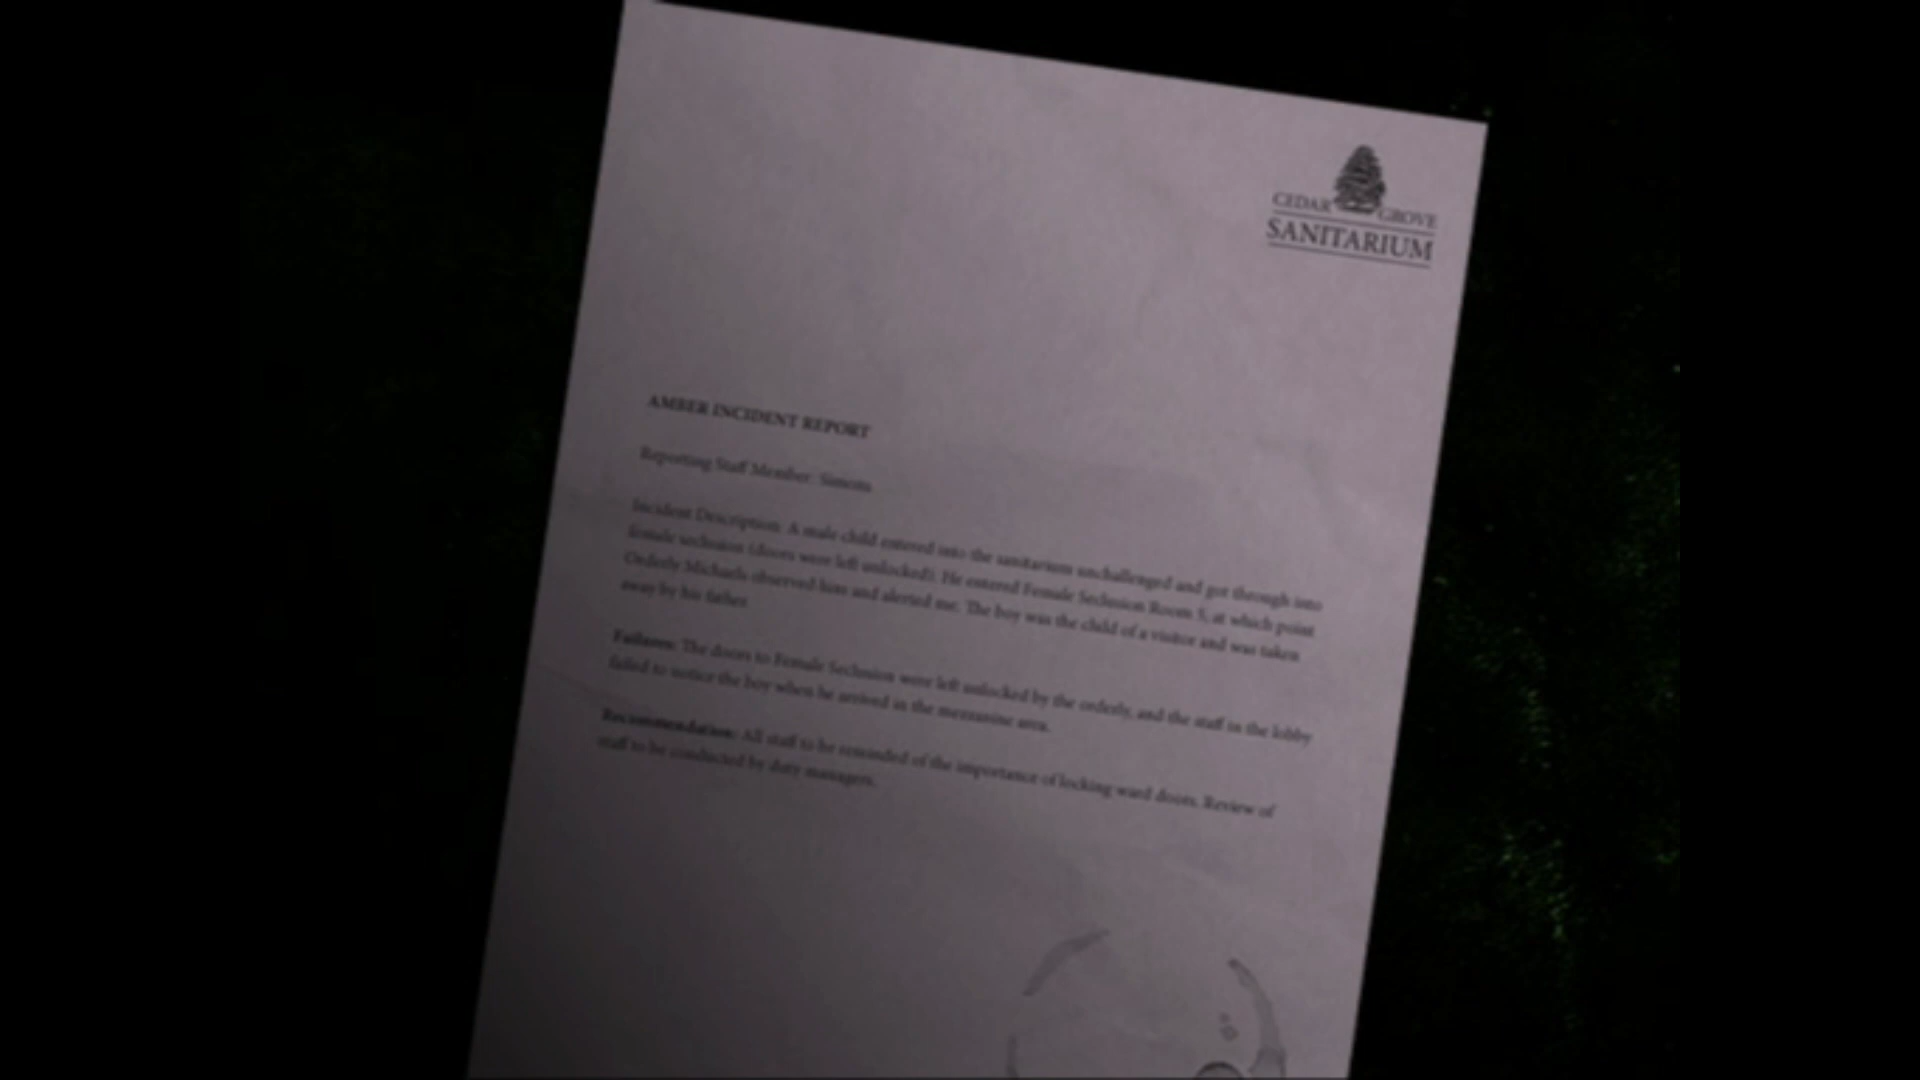 CEDAR GROVE
SANITARIUM
AMBER INCIDENT REPORT
Reporting Staff Member: Simons
Incident Description: A male child entered into the sanitarium unchallenged and got through into
female seclusion (doors were left unlocked). He entered Female Seclusion Room 5, at which point
Orderly Michaels observed him and alerted me. The boy was the child of a visitor and was taken
away by his father.
Failures: The doors to Female Seclusion were left unlocked by the orderly, and the staff in the lobby
failed to notice the boy when he arrived in the mezzanine area.
Recommendation: All staff to be reminded of the importance of locking ward doors. Review of
staff to be conducted by duty managers.